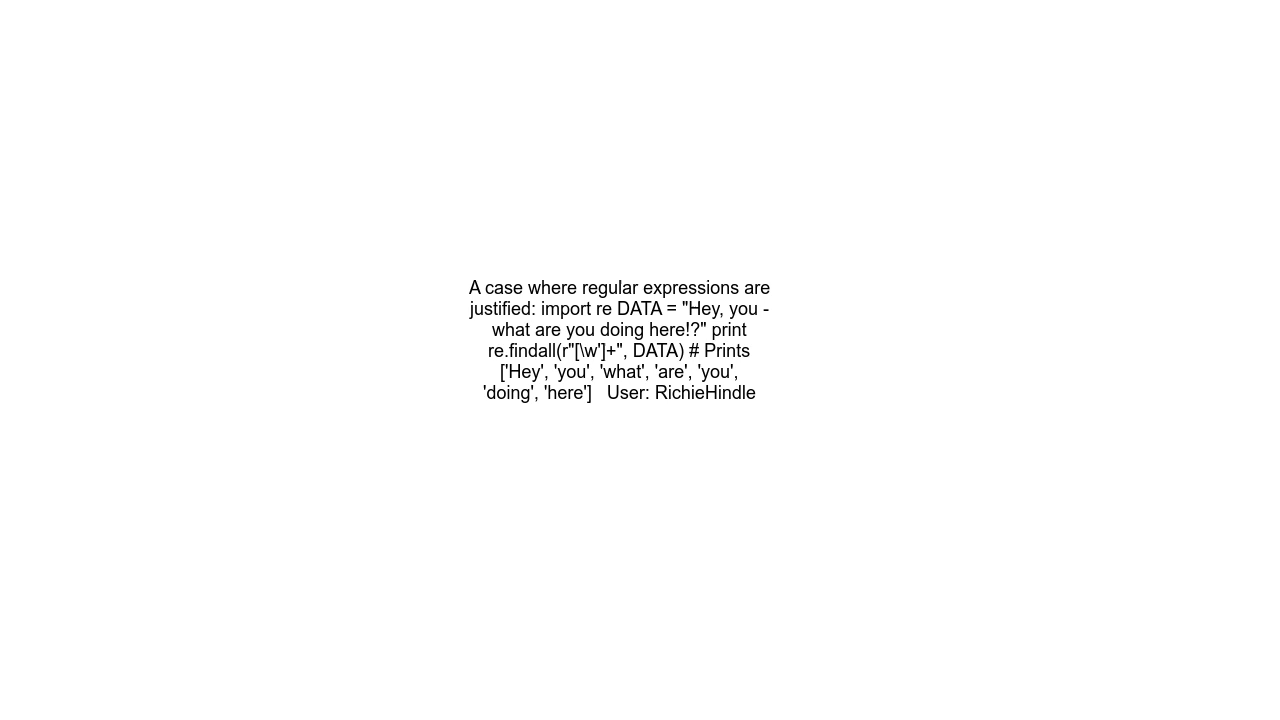 A case where regular expressions are
justified: import re DATA = "Hey, you -
what are you doing here!?" print
re.findall(r"[\w']+", DATA) # Prints
['Hey', 'you', 'what', 'are', 'you',
'doing', 'here']   User: RichieHindle